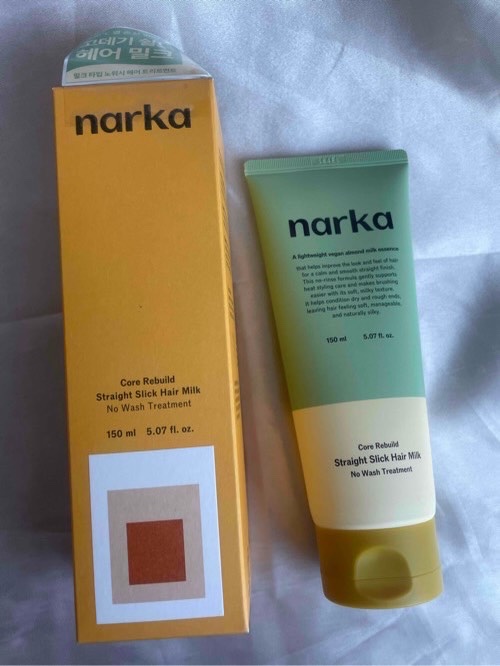 헤어 밀크
narka
Core Rebuild
Straight Slick Hair Milk
No Wash Treatment
150 ml 5.07 fl. oz.
narka
A lightweight vegan almond milk essence
that helps improve the look and feel of hair
for a calm and smooth straight finish.
This no-rinse formula gently supports
heat styling care and makes brushing
easier with its soft, milky texture.
It helps condition dry and rough ends,
leaving hair feeling soft, manageable,
and naturally silky.
150 ml 5.07 fl. oz.
Core Rebuild
Straight Slick Hair Milk
No Wash Treatment